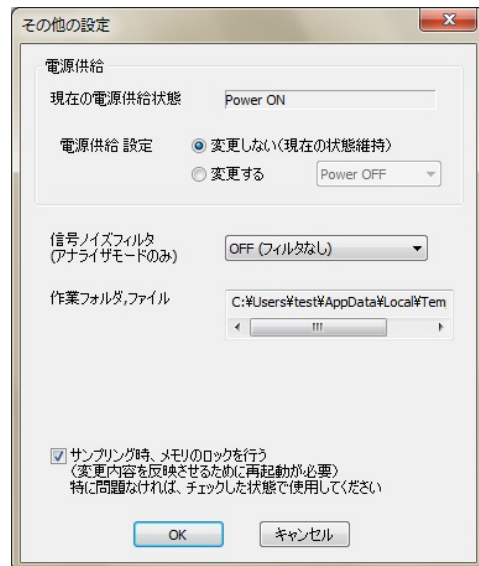 その他の設定
電源供給
現在の電源供給状態 Power ON
電源供給 設定 変更しない(現在の状態維持)
変更する Power OFF
信号ノイズフィルタ
(アナライザモードのみ) OFF (フィルタなし)
作業フォルダ,ファイル C:¥Users¥test¥AppData¥Local¥Tem
サンプリング時、メモリのロックを行う
(変更内容を反映させるために再起動が必要)
特に問題なければ、チェックした状態で使用してください
OK キャンセル